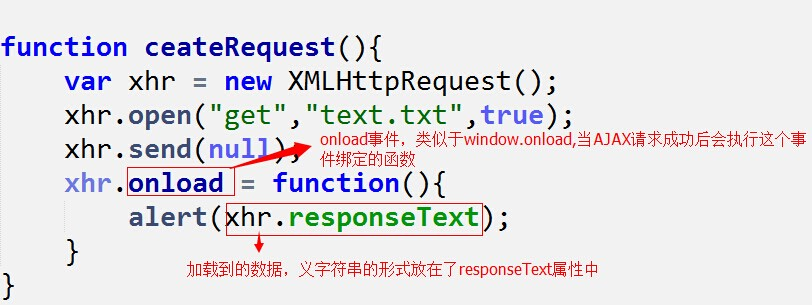 function ceateRequest(){
var xhr = new XMLHttpRequest();
xhr.open("get","text.txt",true);
xhr.send(null);
onload事件，类似于window.onload,当AJAX请求成功后会执行这个事
件绑定的函数
xhr.onload = function(){
alert(xhr.responseText);
}
加载到的数据，义字符串的形式放在了responseText属性中
}